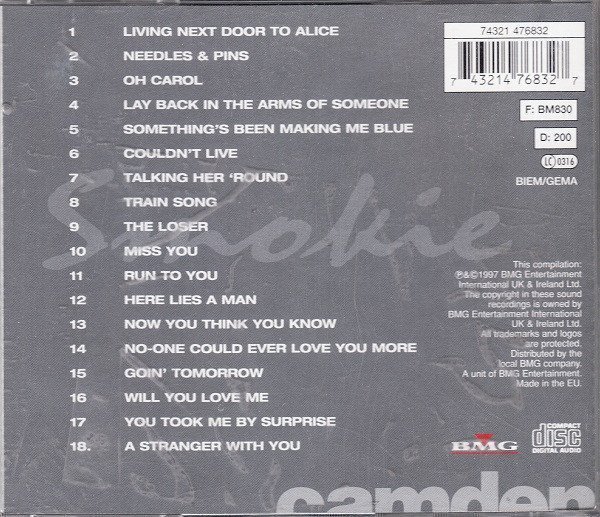 1 LIVING NEXT DOOR TO ALICE
2 NEEDLES & PINS
3 OH CAROL
4 LAY BACK IN THE ARMS OF SOMEONE
5 SOMETHING'S BEEN MAKING ME BLUE
6 COULDN'T LIVE
7 TALKING HER 'ROUND
8 TRAIN SONG
9 THE LOSER
10 MISS YOU
11 RUN TO YOU
12 HERE LIES A MAN
13 NOW YOU THINK YOU KNOW
14 NO-ONE COULD EVER LOVE YOU MORE
15 GOIN' TOMORROW
16 WILL YOU LOVE ME
17 YOU TOOK ME BY SURPRISE
18. A STRANGER WITH YOU
Smokie
74321 476832
7 43214 76832 7
F: BM830
D: 200
LC 0316
BIEM/GEMA
This compilation:
℗&©1997 BMG Entertainment
International UK & Ireland Ltd.
The copyright in these sound
recordings is owned by
BMG Entertainment International
UK & Ireland Ltd.
All trademarks and logos
are protected.
Distributed by the
local BMG company.
A unit of BMG Entertainment.
Made in the EU.
BMG
COMPACT
disc
DIGITAL AUDIO
camden